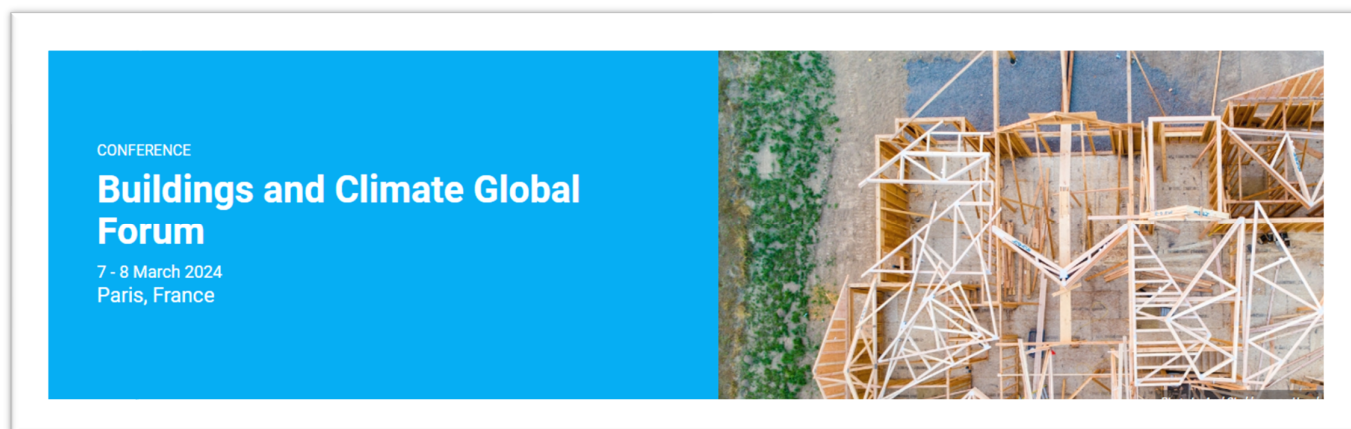 CONFERENCE
Buildings and Climate Global
Forum
7 - 8 March 2024
Paris, France